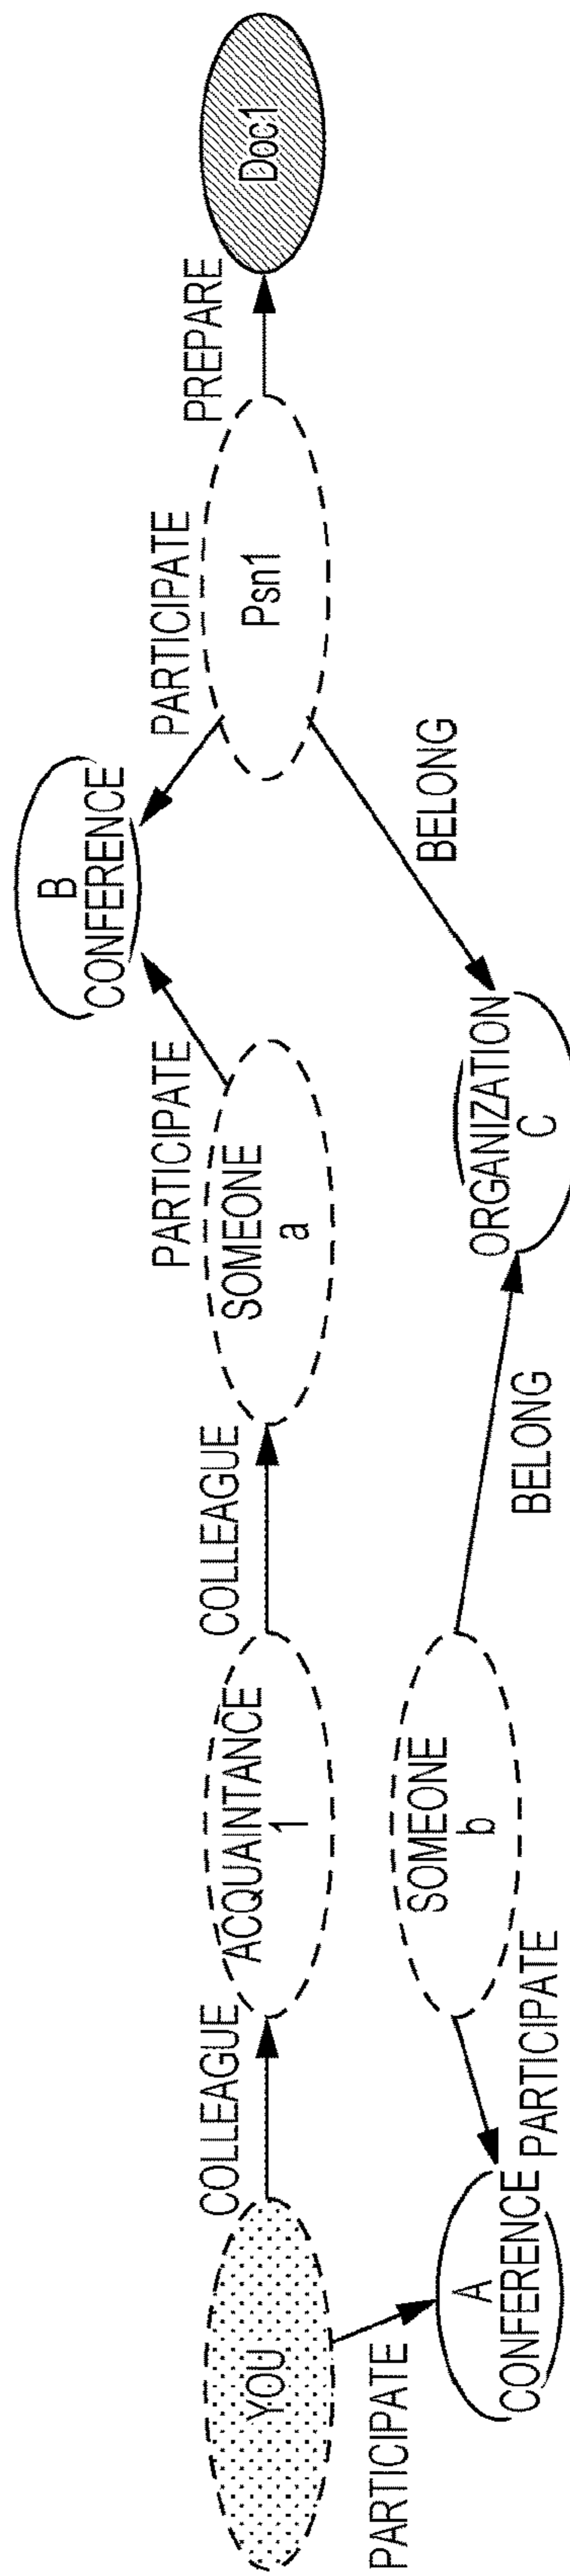 B
CONFERENCE
PARTICIPATE
PARTICIPATE
COLLEAGUE
COLLEAGUE
PREPARE
YOU
ACQUAINTANCE
1
SOMEONE
a
Psn1
Doc1
PARTICIPATE
A
CONFERENCE
PARTICIPATE
SOMEONE
b
BELONG
ORGANIZATION
C
BELONG